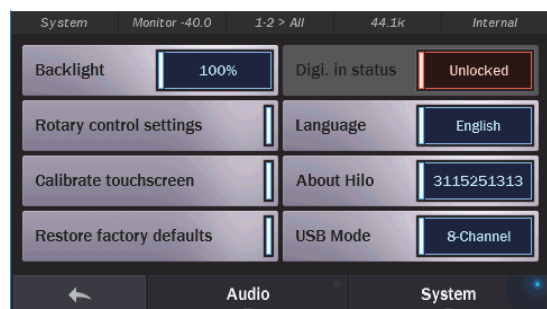 System Monitor -40.0 1-2 > All 44.1k Internal
Backlight 100% Digi. in status Unlocked
Rotary control settings Language English
Calibrate touchscreen About Hilo 3115251313
Restore factory defaults USB Mode 8-Channel
Audio System